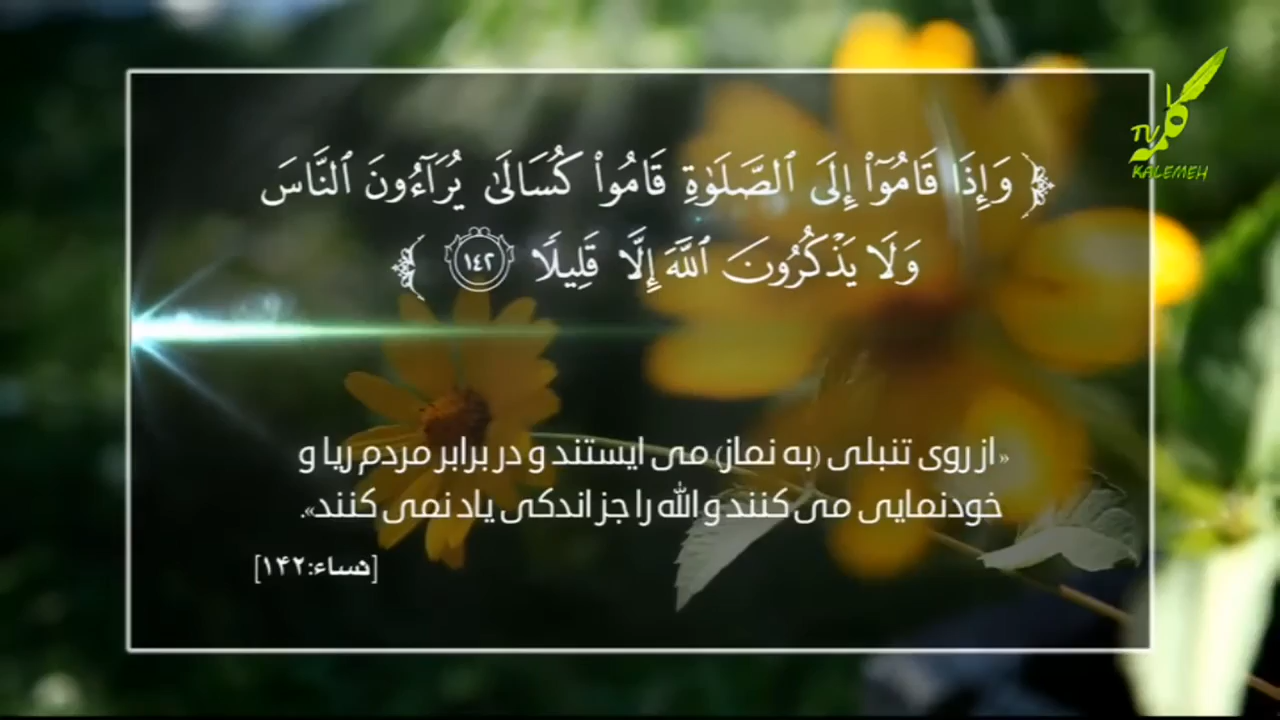 ﴿ وَإِذَا قَامُوٓا۟ إِلَى ٱلصَّلَوٰةِ قَامُوا۟ كُسَالَىٰ يُرَآءُونَ ٱلنَّاسَ
وَلَا يَذْكُرُونَ ٱللَّهَ إِلَّا قَلِيلًا ١٤٢ ﴾
«از روی تنبلی (به نماز) می ایستند و در برابر مردم ریا و
خودنمایی می کنند و الله را جز اندکی یاد نمی کنند».
[نساء:۱۴۲]
TV
KALEMEH